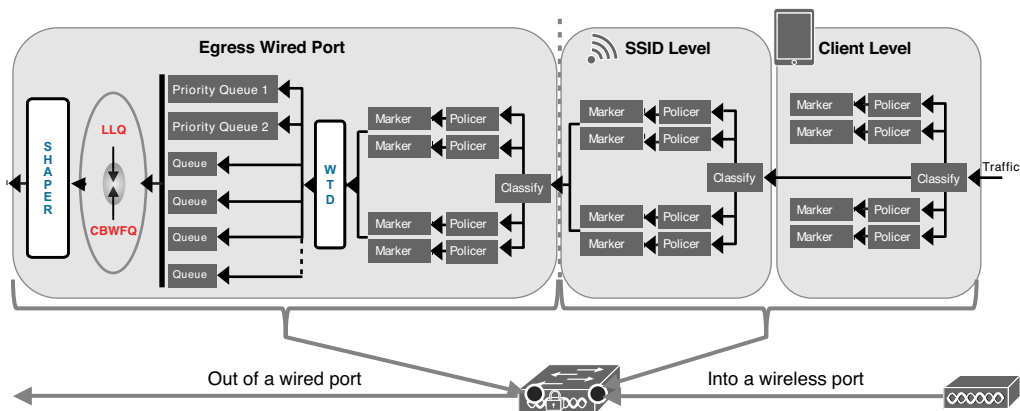 Egress Wired Port
SSID Level
Client Level
Priority Queue 1
Priority Queue 2
Queue
Queue
Queue
Queue
SHAPER
LLQ
CBWFQ
WTD
Marker
Policer
Marker
Policer
Marker
Policer
Marker
Policer
Classify
Marker
Policer
Marker
Policer
Marker
Policer
Marker
Policer
Classify
Marker
Policer
Marker
Policer
Marker
Policer
Marker
Policer
Classify
Traffic
Out of a wired port
Into a wireless port